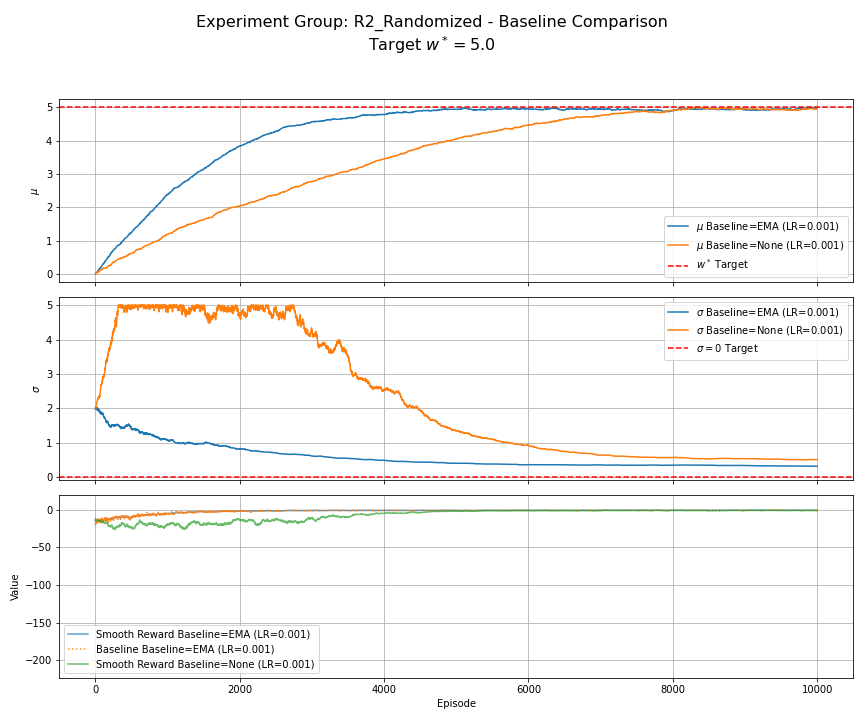 Experiment Group: R2_Randomized - Baseline Comparison
Target w* = 5.0
5
4
3
2
1
0
μ
μ Baseline=EMA (LR=0.001)
μ Baseline=None (LR=0.001)
w* Target
5
4
3
2
1
0
σ
σ Baseline=EMA (LR=0.001)
σ Baseline=None (LR=0.001)
σ = 0 Target
0
−50
−100
−150
−200
Value
Smooth Reward Baseline=EMA (LR=0.001)
Baseline Baseline=EMA (LR=0.001)
Smooth Reward Baseline=None (LR=0.001)
0 2000 4000 6000 8000 10000
Episode